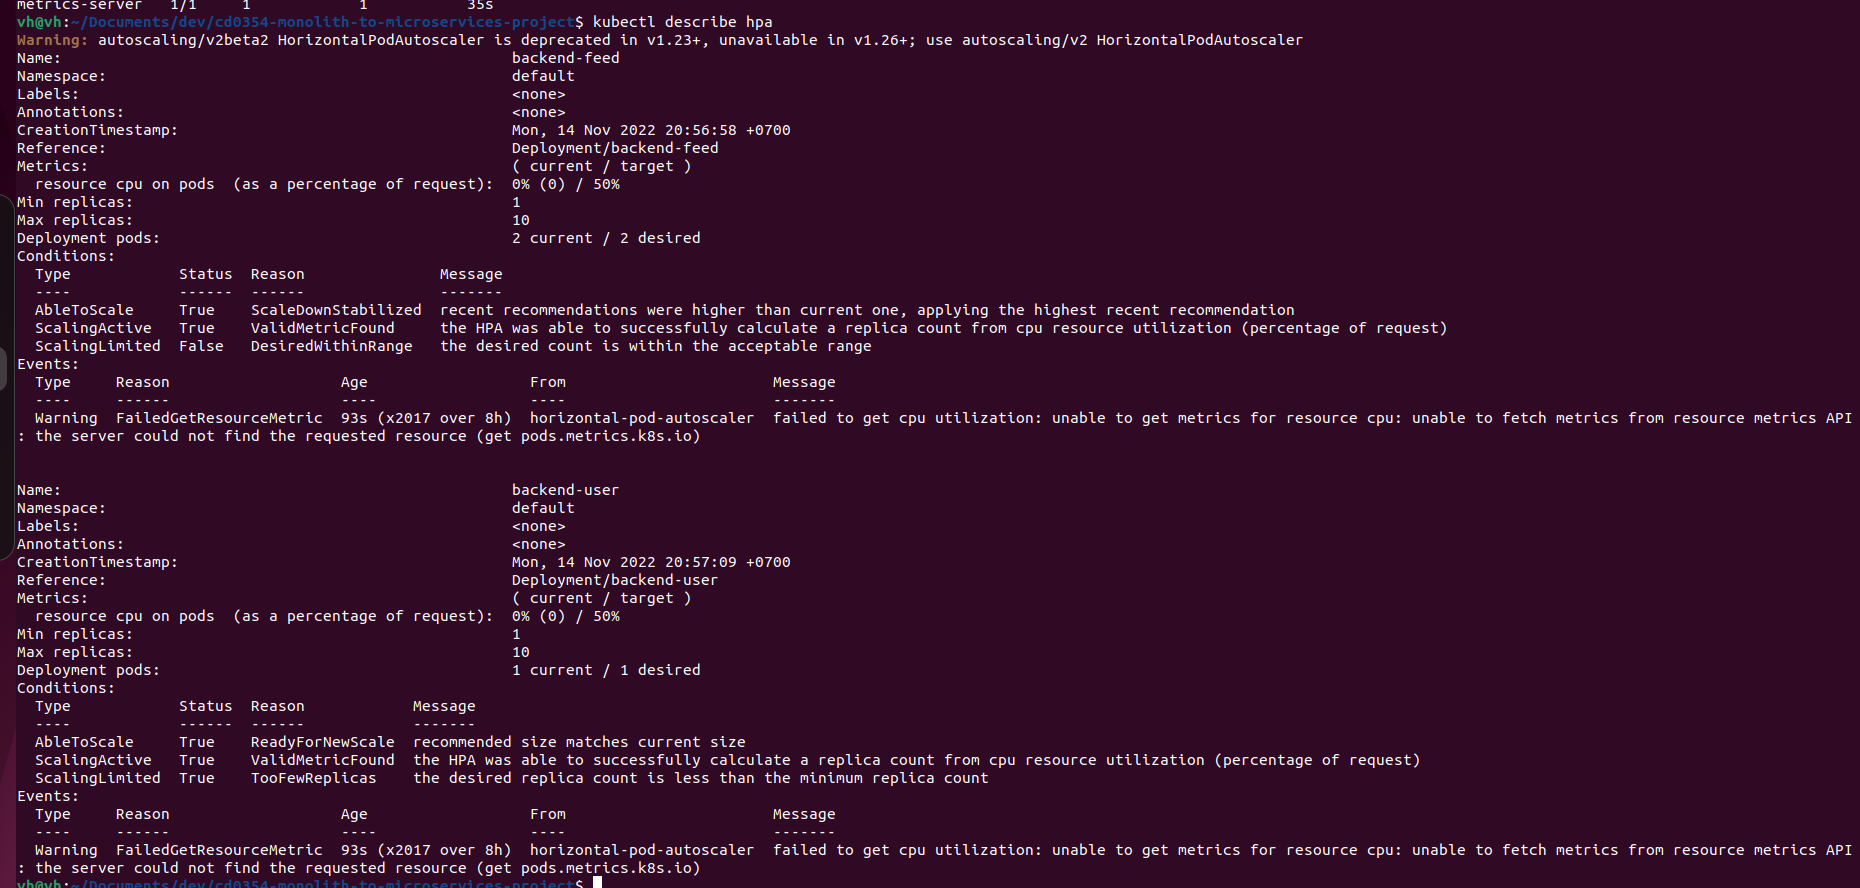 metrics-server   1/1     1            1           35s
vh@vh:~/Documents/dev/cd0354-monolith-to-microservices-project$ kubectl describe hpa
Warning: autoscaling/v2beta2 HorizontalPodAutoscaler is deprecated in v1.23+, unavailable in v1.26+; use autoscaling/v2 HorizontalPodAutoscaler
Name:                                                  backend-feed
Namespace:                                             default
Labels:                                                <none>
Annotations:                                           <none>
CreationTimestamp:                                     Mon, 14 Nov 2022 20:56:58 +0700
Reference:                                             Deployment/backend-feed
Metrics:                                               ( current / target )
  resource cpu on pods  (as a percentage of request):  0% (0) / 50%
Min replicas:                                          1
Max replicas:                                          10
Deployment pods:                                       2 current / 2 desired
Conditions:
  Type            Status  Reason               Message
  ----            ------  ------               -------
  AbleToScale     True    ScaleDownStabilized  recent recommendations were higher than current one, applying the highest recent recommendation
  ScalingActive   True    ValidMetricFound     the HPA was able to successfully calculate a replica count from cpu resource utilization (percentage of request)
  ScalingLimited  False   DesiredWithinRange   the desired count is within the acceptable range
Events:
  Type     Reason                   Age                  From                       Message
  ----     ------                   ----                 ----                       -------
  Warning  FailedGetResourceMetric  93s (x2017 over 8h)  horizontal-pod-autoscaler  failed to get cpu utilization: unable to get metrics for resource cpu: unable to fetch metrics from resource metrics API
: the server could not find the requested resource (get pods.metrics.k8s.io)
Name:                                                  backend-user
Namespace:                                             default
Labels:                                                <none>
Annotations:                                           <none>
CreationTimestamp:                                     Mon, 14 Nov 2022 20:57:09 +0700
Reference:                                             Deployment/backend-user
Metrics:                                               ( current / target )
  resource cpu on pods  (as a percentage of request):  0% (0) / 50%
Min replicas:                                          1
Max replicas:                                          10
Deployment pods:                                       1 current / 1 desired
Conditions:
  Type            Status  Reason            Message
  ----            ------  ------            -------
  AbleToScale     True    ReadyForNewScale  recommended size matches current size
  ScalingActive   True    ValidMetricFound  the HPA was able to successfully calculate a replica count from cpu resource utilization (percentage of request)
  ScalingLimited  True    TooFewReplicas    the desired replica count is less than the minimum replica count
Events:
  Type     Reason                   Age                  From                       Message
  ----     ------                   ----                 ----                       -------
  Warning  FailedGetResourceMetric  93s (x2017 over 8h)  horizontal-pod-autoscaler  failed to get cpu utilization: unable to get metrics for resource cpu: unable to fetch metrics from resource metrics API
: the server could not find the requested resource (get pods.metrics.k8s.io)
vh@vh:~/Documents/dev/cd0354-monolith-to-microservices-project$